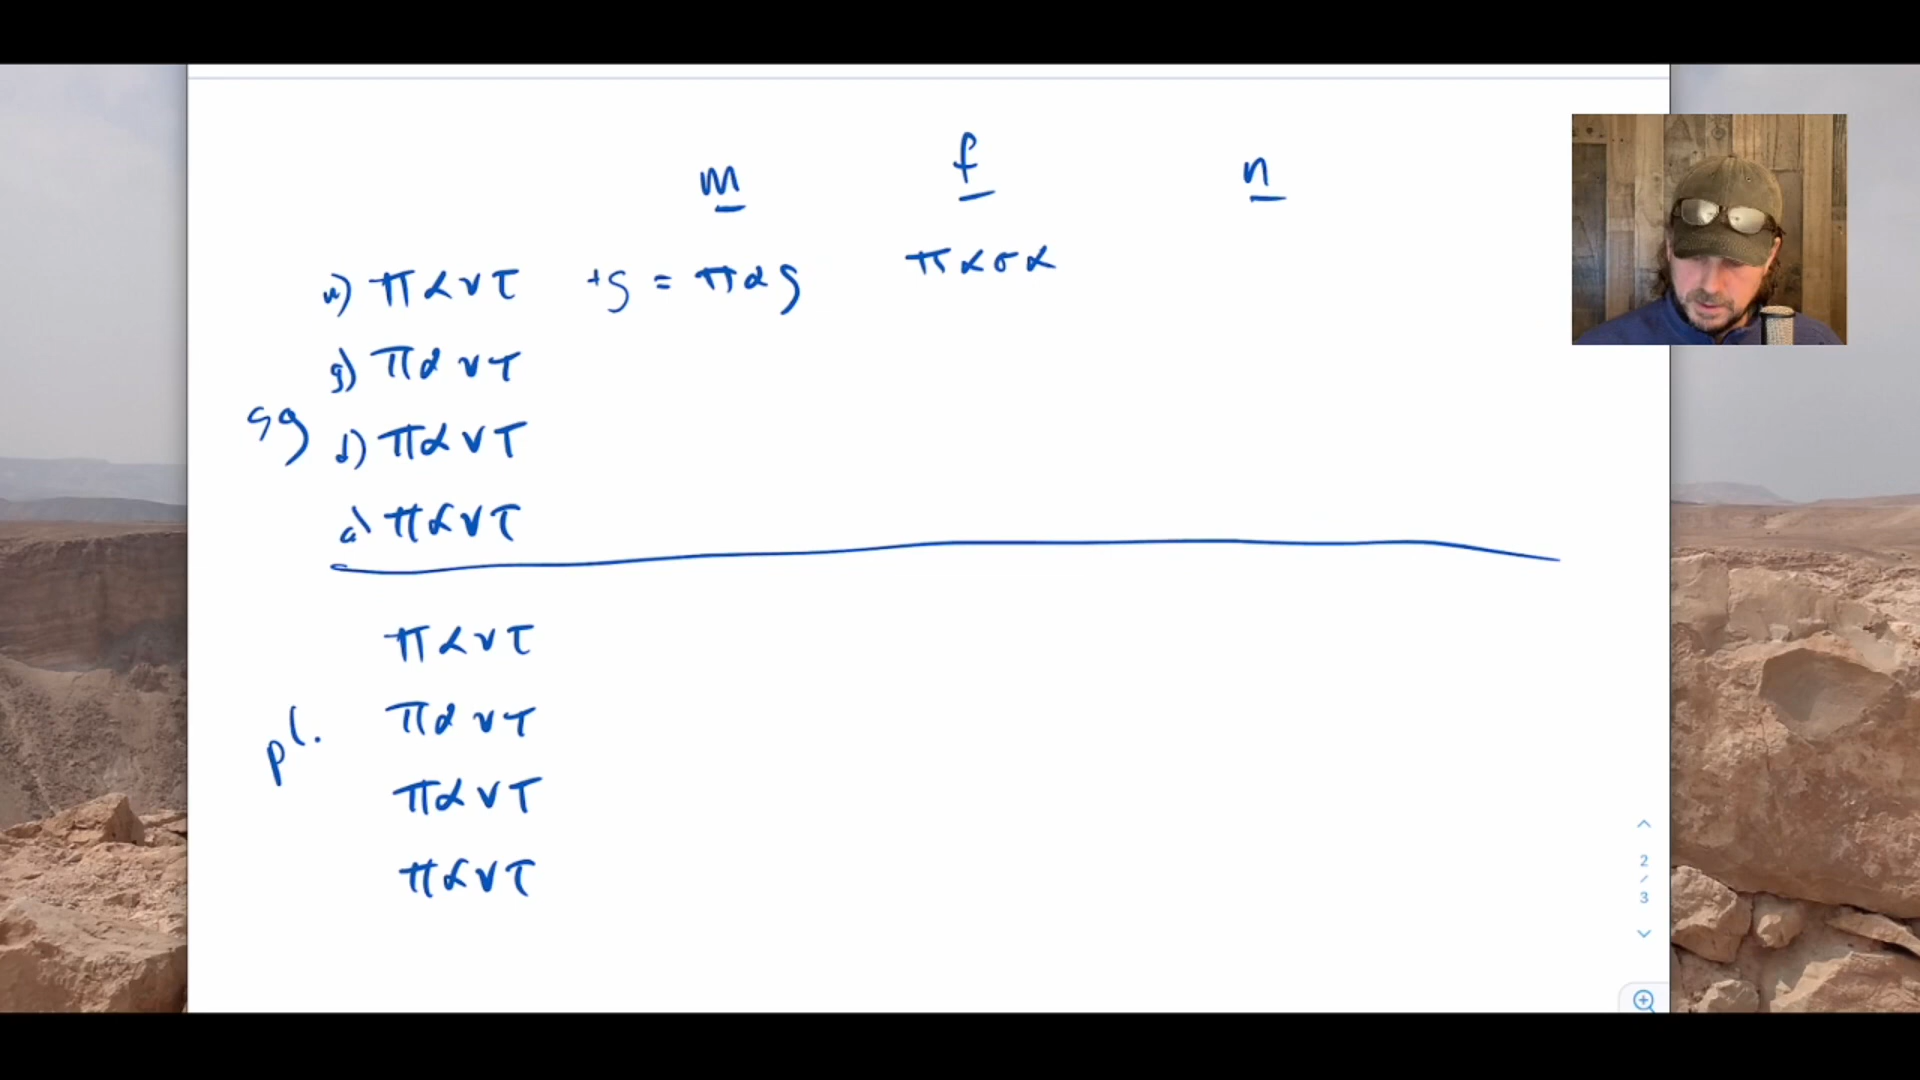 m f n
n) παντ +ς = πας πασα
g) παντ
sg
d) παντ
a) παντ
παντ
pl.
παντ
παντ
παντ
2
/
3